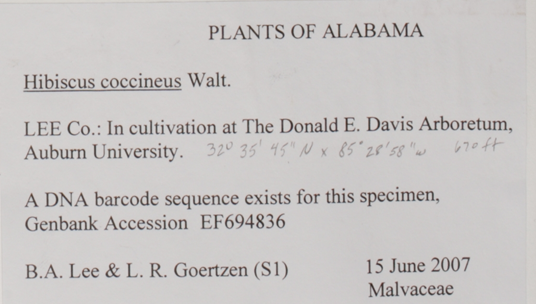 PLANTS OF ALABAMA
Hibiscus coccineus Walt.
LEE Co.: In cultivation at The Donald E. Davis Arboretum,
Auburn University. 32° 35' 45" N x 85° 28' 58" w 670 ft
A DNA barcode sequence exists for this specimen,
Genbank Accession EF694836
B.A. Lee & L. R. Goertzen (S1) 15 June 2007
Malvaceae